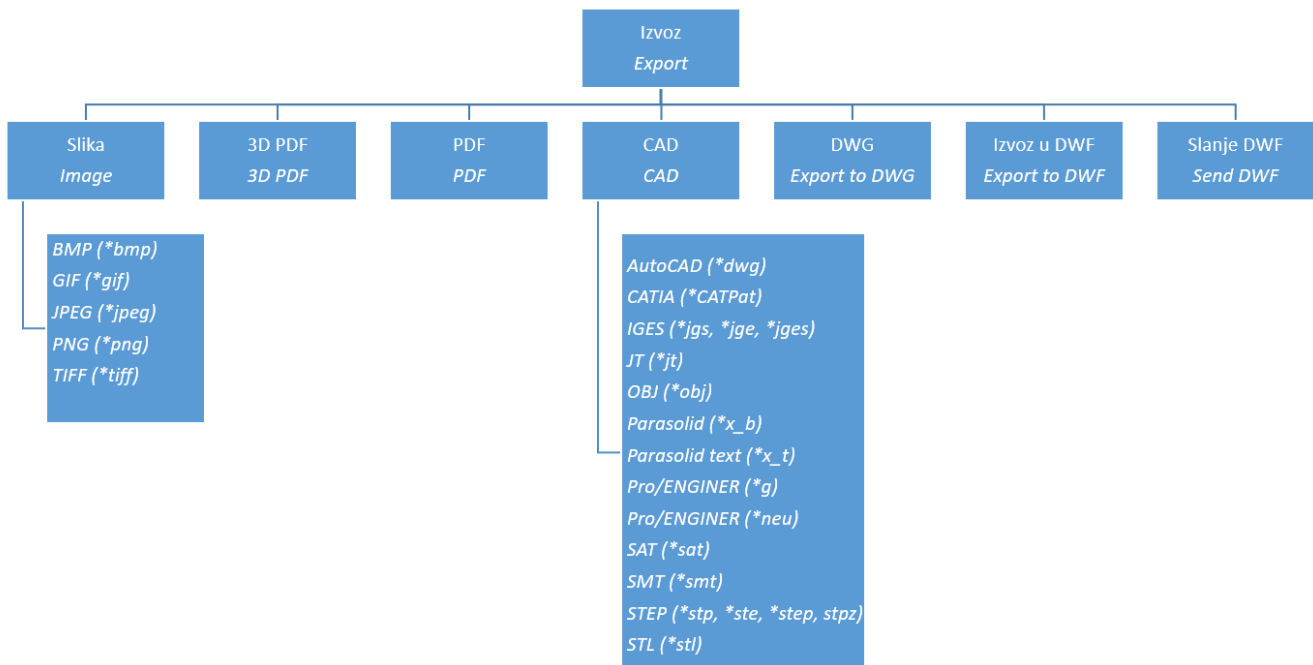 Izvoz
Export
Slika
Image
3D PDF
3D PDF
PDF
PDF
CAD
CAD
DWG
Export to DWG
Izvoz u DWF
Export to DWF
Slanje DWF
Send DWF
BMP (*bmp)
GIF (*gif)
JPEG (*jpeg)
PNG (*png)
TIFF (*tiff)
AutoCAD (*dwg)
CATIA (*CATPat)
IGES (*jgs, *jge, *jges)
JT (*jt)
OBJ (*obj)
Parasolid (*x_b)
Parasolid text (*x_t)
Pro/ENGINER (*g)
Pro/ENGINER (*neu)
SAT (*sat)
SMT (*smt)
STEP (*stp, *ste, *step, stpz)
STL (*stl)